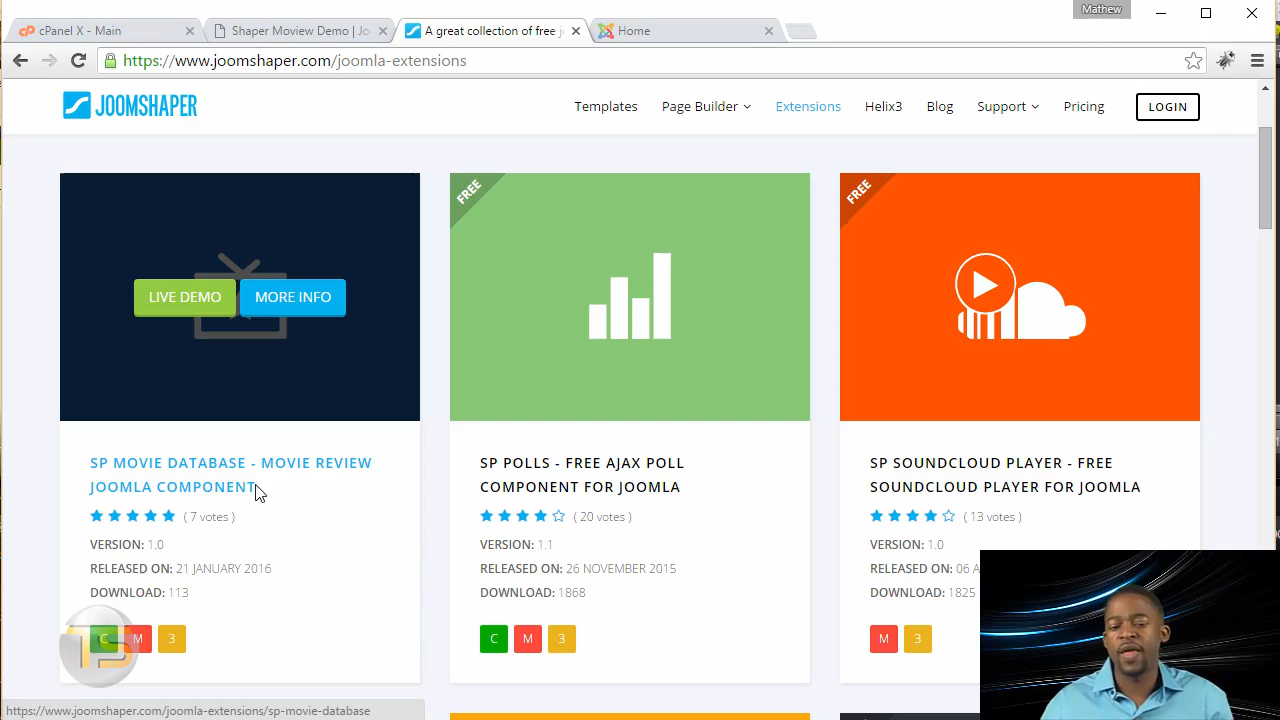 Mathew
cPanel X - Main
Shaper Moview Demo | Jo
A great collection of free j
Home
https://www.joomshaper.com/joomla-extensions
JOOMSHAPER
Templates
Page Builder
Extensions
Helix3
Blog
Support
Pricing
LOGIN
LIVE DEMO
MORE INFO
SP MOVIE DATABASE - MOVIE REVIEW
JOOMLA COMPONENT
( 7 votes )
VERSION: 1.0
RELEASED ON: 21 JANUARY 2016
DOWNLOAD: 113
C M 3
TS
FREE
SP POLLS - FREE AJAX POLL
COMPONENT FOR JOOMLA
( 20 votes )
VERSION: 1.1
RELEASED ON: 26 NOVEMBER 2015
DOWNLOAD: 1868
C M 3
FREE
SP SOUNDCLOUD PLAYER - FREE
SOUNDCLOUD PLAYER FOR JOOMLA
( 13 votes )
VERSION: 1.0
RELEASED ON: 06 A
DOWNLOAD: 1825
M 3
https://www.joomshaper.com/joomla-extensions/sp-movie-database